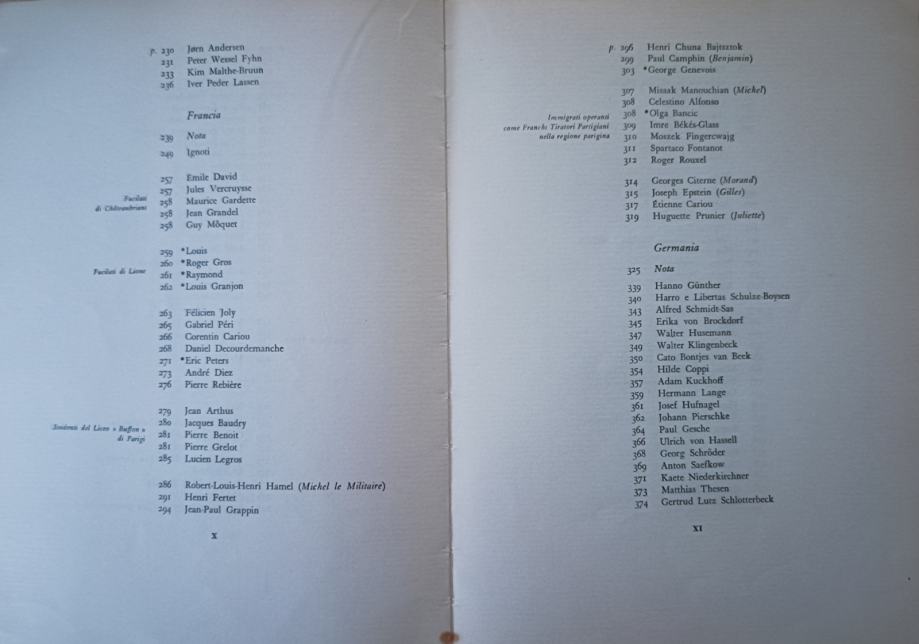 p. 230 Jørn Andersen
231 Peter Wessel Fyhn
233 Kim Malthe-Bruun
236 Iver Peder Lassen
Francia
239 Nota
249 Ignoti
257 Emile David
257 Jules Vercruysse
Fucilati
di Châteaubriant
258 Maurice Gardette
258 Jean Grandel
258 Guy Môquet
259 *Louis
260 *Roger Gros
Fucilati di Lione
261 *Raymond
262 *Louis Granjon
263 Félicien Joly
265 Gabriel Péri
266 Corentin Cariou
268 Daniel Decourdemanche
271 *Eric Peters
273 André Diez
276 Pierre Rebière
279 Jean Arthus
280 Jacques Baudry
Studenti del Liceo « Buffon »
di Parigi
281 Pierre Benoit
281 Pierre Grelot
285 Lucien Legros
286 Robert-Louis-Henri Hamel (Michel le Militaire)
291 Henri Fertet
294 Jean-Paul Grappin
X
p. 296 Henri Chuna Bajtsztok
299 Paul Camphin (Benjamin)
303 *George Genevois
307 Missak Manouchian (Michel)
308 Celestino Alfonso
Immigrati operanti
come Franchi Tiratori Partigiani
nella regione parigina
308 *Olga Bancic
309 Imre Békés-Glass
310 Moszek Fingercwajg
311 Spartaco Fontanot
312 Roger Rouxel
314 Georges Citerne (Morand)
315 Joseph Epstein (Gilles)
317 Étienne Cariou
319 Huguette Prunier (Juliette)
Germania
325 Nota
339 Hanno Günther
340 Harro e Libertas Schulze-Boysen
343 Alfred Schmidt-Sas
345 Erika von Brockdorf
347 Walter Husemann
349 Walter Klingenbeck
350 Cato Bontjes van Beek
354 Hilde Coppi
357 Adam Kuckhoff
359 Hermann Lange
361 Josef Hufnagel
362 Johann Pierschke
364 Paul Gesche
366 Ulrich von Hassell
368 Georg Schröder
369 Anton Saefkow
371 Kaete Niederkirchner
373 Matthias Thesen
374 Gertrud Lutz Schlotterbeck
XI